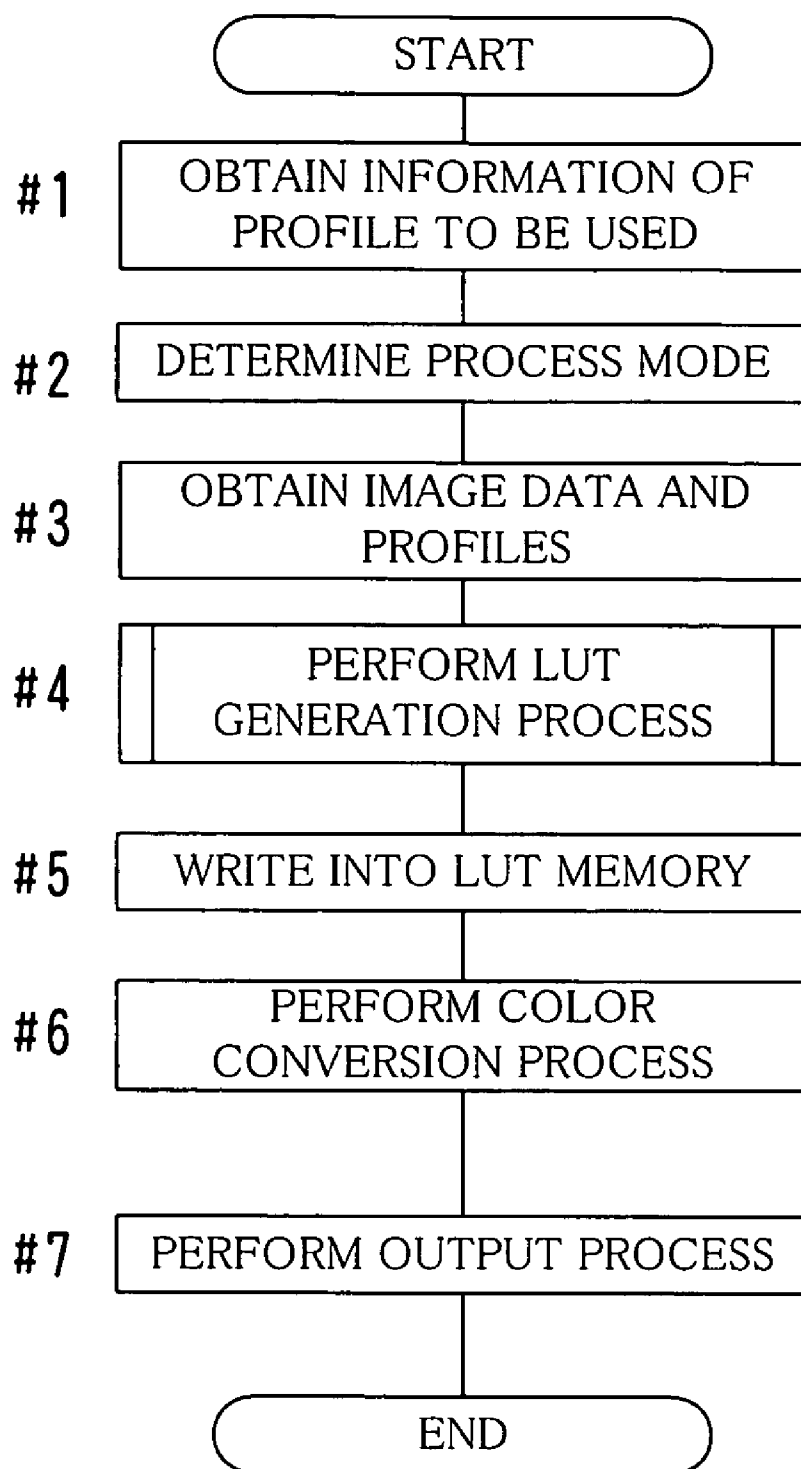 START
#1
OBTAIN INFORMATION OF
PROFILE TO BE USED
#2
DETERMINE PROCESS MODE
#3
OBTAIN IMAGE DATA AND
PROFILES
#4
PERFORM LUT
GENERATION PROCESS
#5
WRITE INTO LUT MEMORY
#6
PERFORM COLOR
CONVERSION PROCESS
#7
PERFORM OUTPUT PROCESS
END